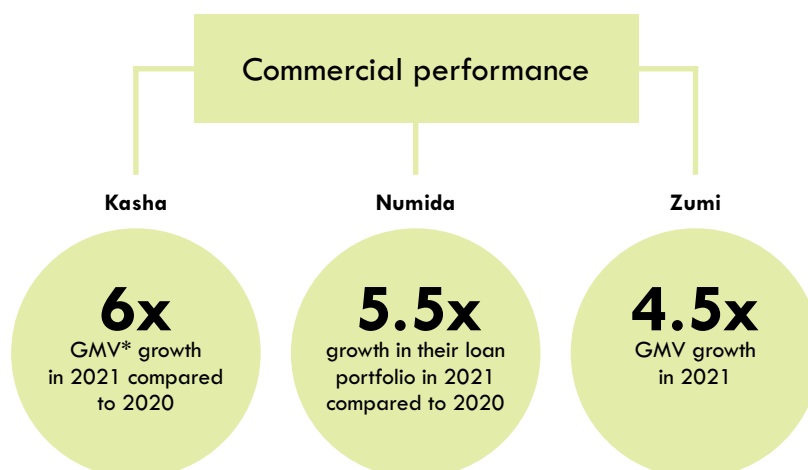 Commercial performance
Kasha
6x
GMV* growth
in 2021 compared
to 2020
Numida
5.5x
growth in their loan
portfolio in 2021
compared to 2020
Zumi
4.5x
GMV growth
in 2021